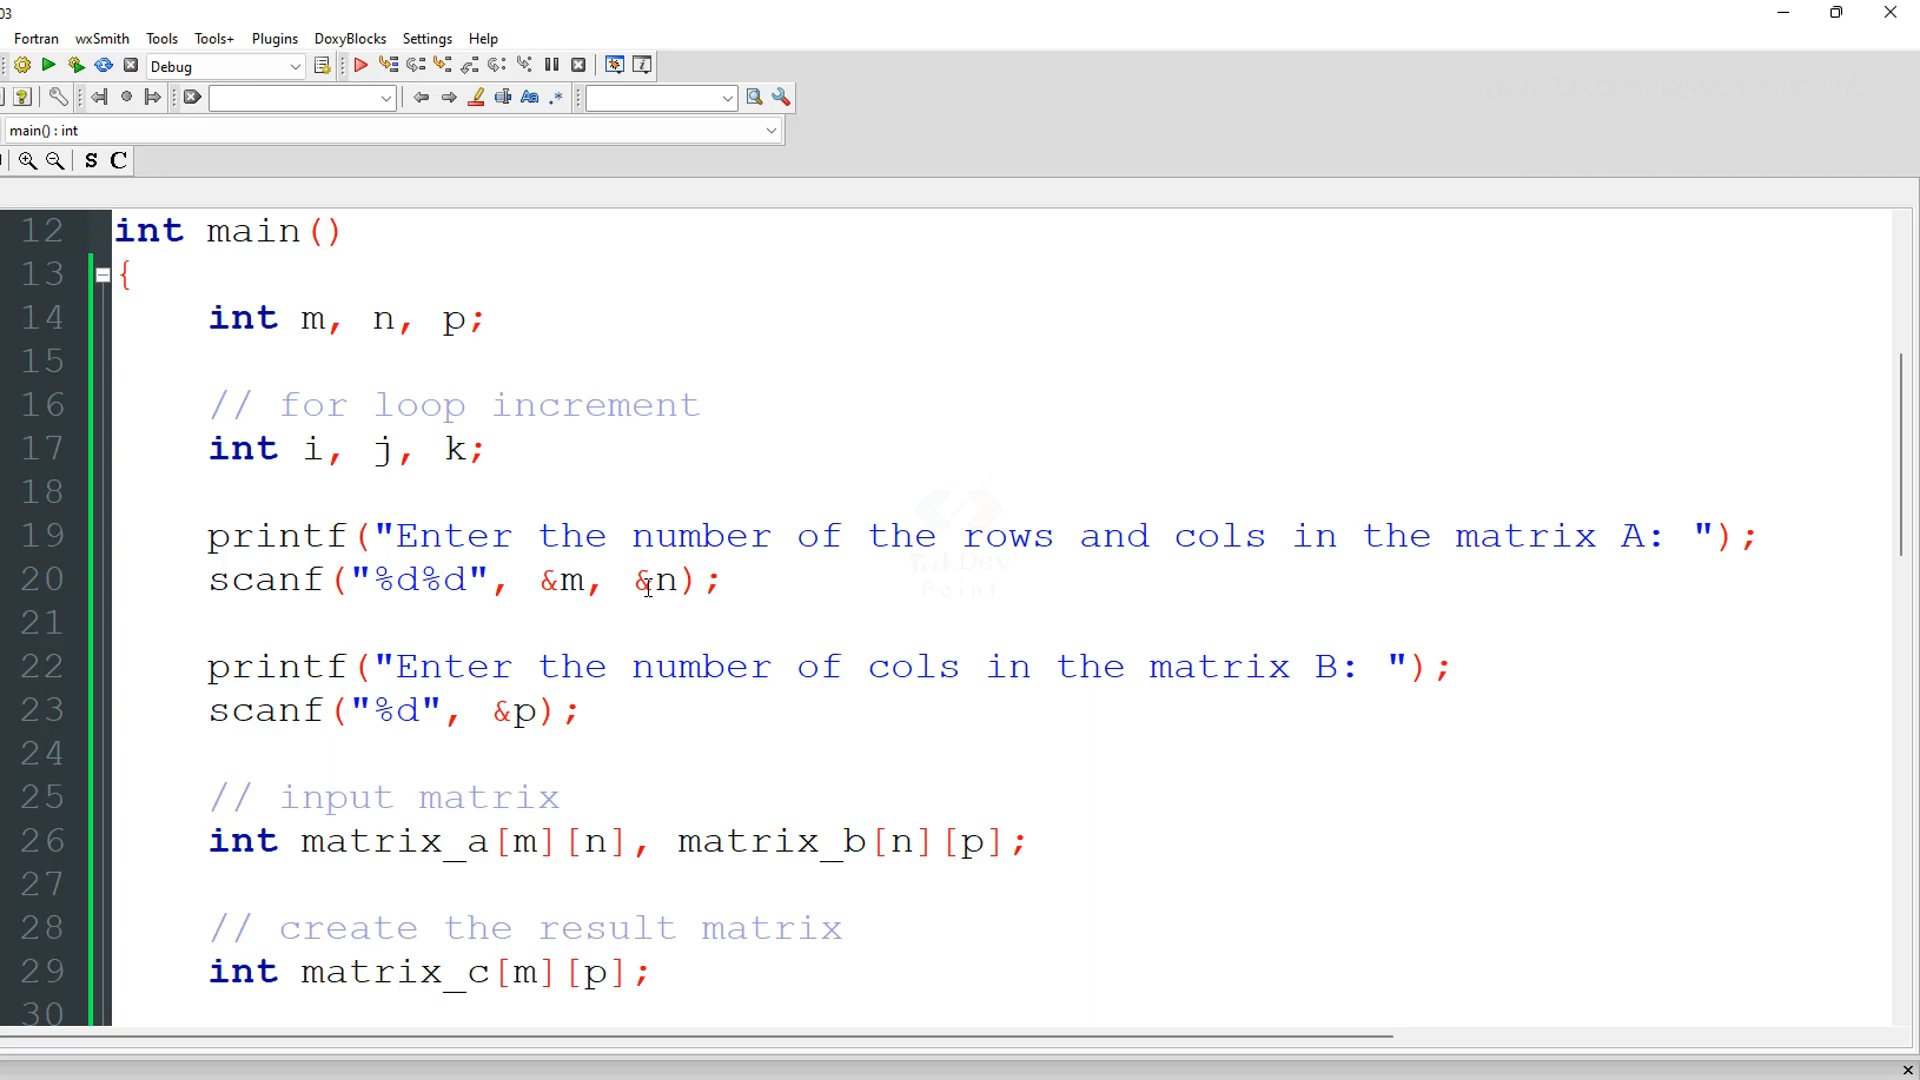 03
Fortran wxSmith Tools Tools+ Plugins DoxyBlocks Settings Help
Debug
main() : int
S C
12 int main()
13 {
14 int m, n, p;
15
16 // for loop increment
17 int i, j, k;
18
19 printf("Enter the number of the rows and cols in the matrix A: ");
20 scanf("%d%d", &m, &n);
21
22 printf("Enter the number of cols in the matrix B: ");
23 scanf("%d", &p);
24
25 // input matrix
26 int matrix_a[m][n], matrix_b[n][p];
27
28 // create the result matrix
29 int matrix_c[m][p];
30
TechDev
Point